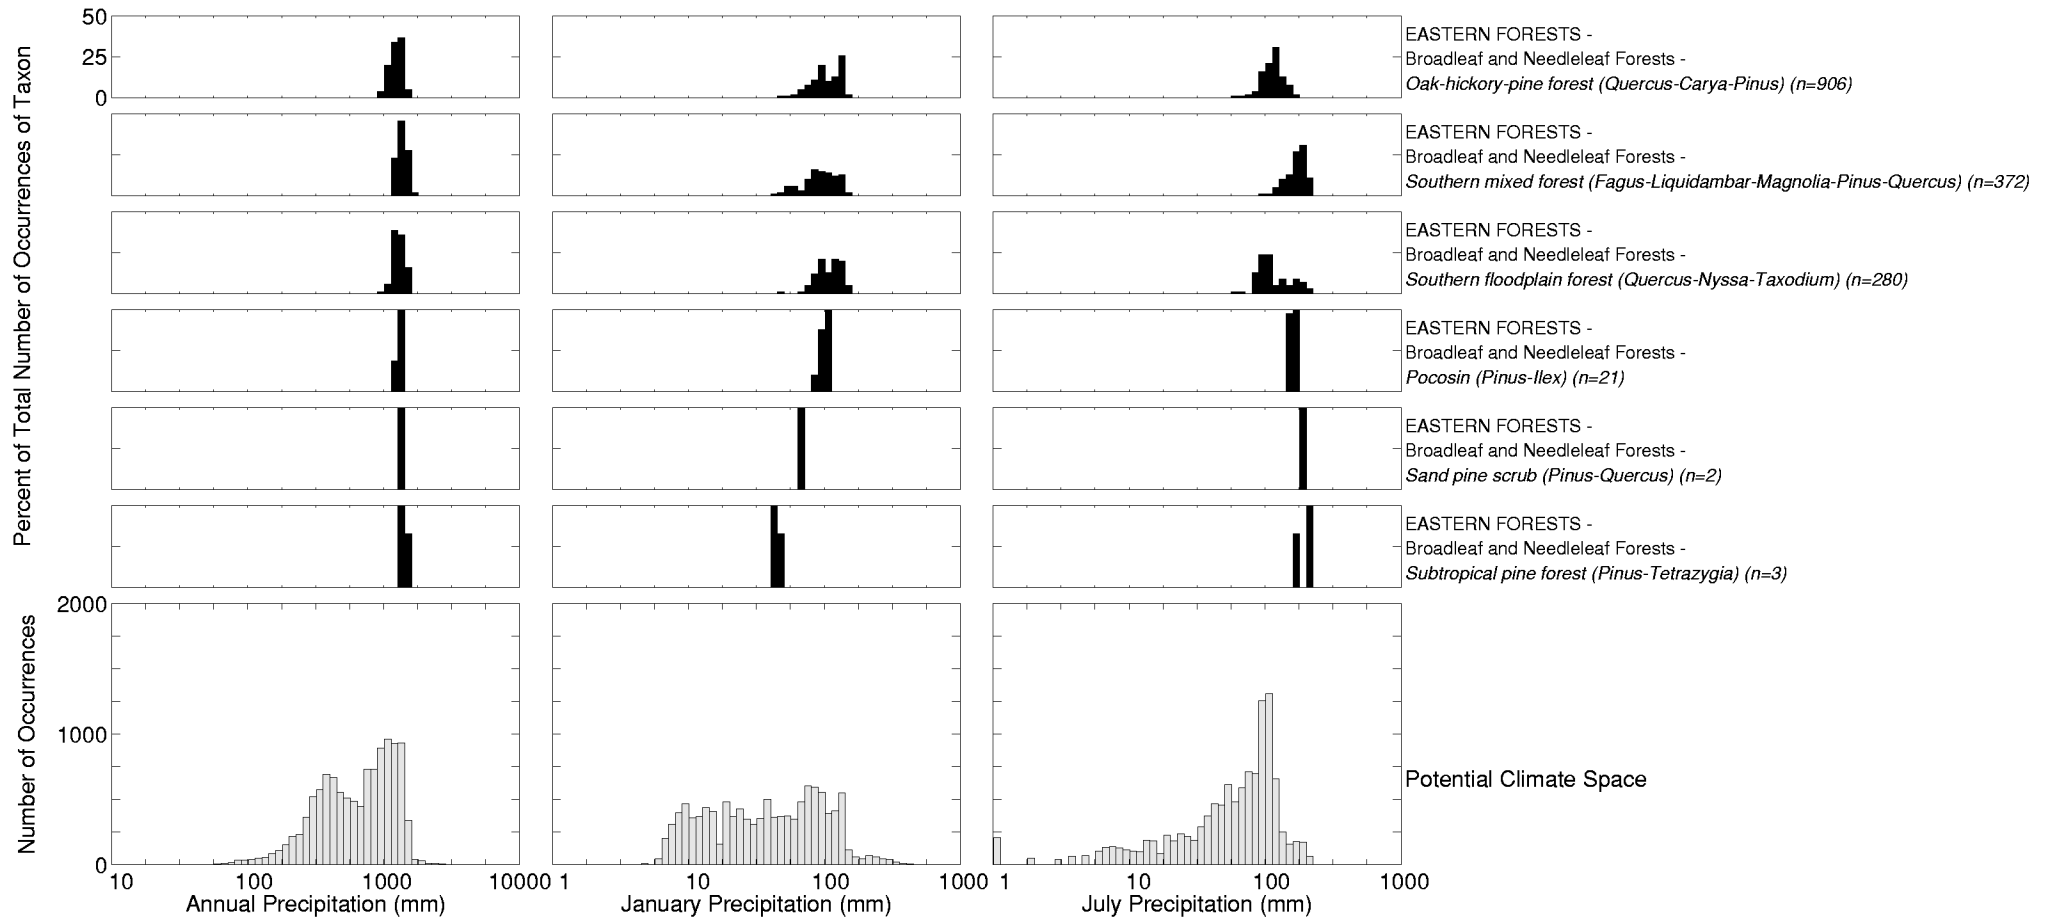 Percent of Total Number of Occurrences of Taxon
50
25
0
EASTERN FORESTS -
Broadleaf and Needleleaf Forests -
Oak-hickory-pine forest (Quercus-Carya-Pinus) (n=906)
EASTERN FORESTS -
Broadleaf and Needleleaf Forests -
Southern mixed forest (Fagus-Liquidambar-Magnolia-Pinus-Quercus) (n=372)
EASTERN FORESTS -
Broadleaf and Needleleaf Forests -
Southern floodplain forest (Quercus-Nyssa-Taxodium) (n=280)
EASTERN FORESTS -
Broadleaf and Needleleaf Forests -
Pocosin (Pinus-Ilex) (n=21)
EASTERN FORESTS -
Broadleaf and Needleleaf Forests -
Sand pine scrub (Pinus-Quercus) (n=2)
EASTERN FORESTS -
Broadleaf and Needleleaf Forests -
Subtropical pine forest (Pinus-Tetrazygia) (n=3)
Number of Occurrences
2000
1000
0
Potential Climate Space
10 100 1000 10000 1 10 100 1000 1 10 100 1000
Annual Precipitation (mm) January Precipitation (mm) July Precipitation (mm)